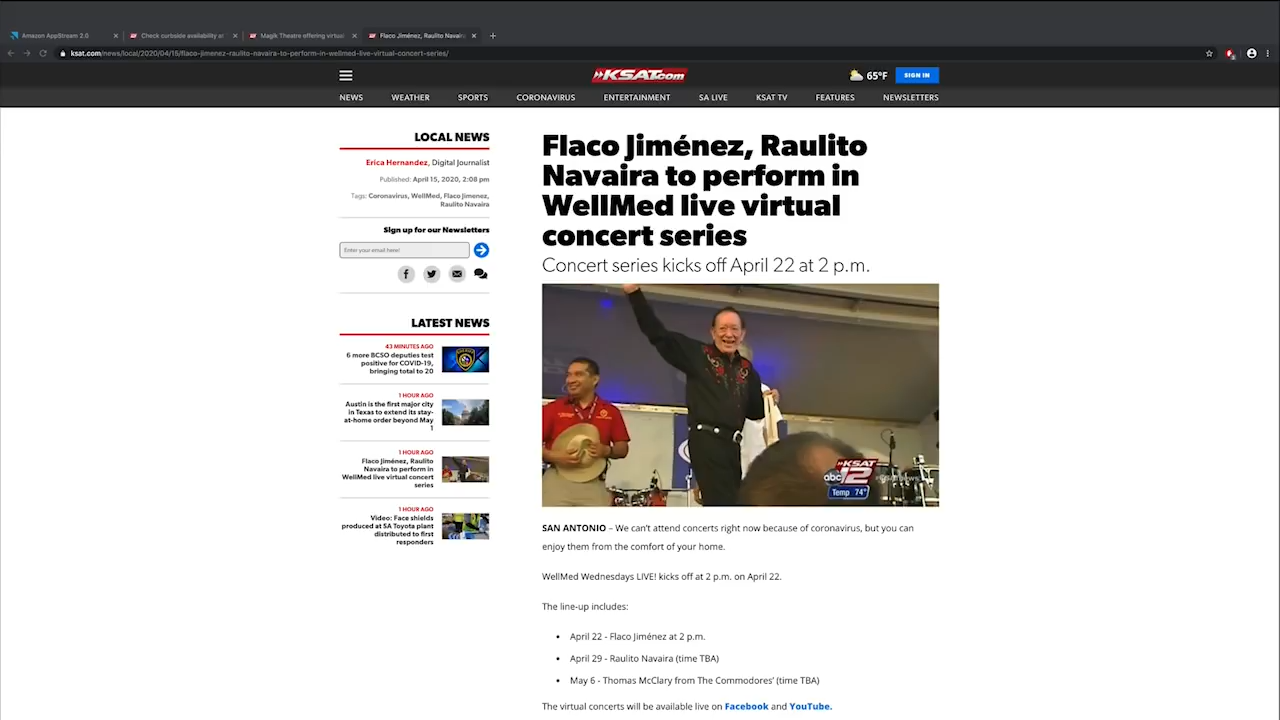 Amazon AppStream 2.0
Check curbside availability at
Magik Theatre offering virtual
Flaco Jiménez, Raulito Navaira
ksat.com/news/local/2020/04/15/flaco-jimenez-raulito-navaira-to-perform-in-wellmed-live-virtual-concert-series/
KSAT.com
65°F
SIGN IN
NEWS
WEATHER
SPORTS
CORONAVIRUS
ENTERTAINMENT
SA LIVE
KSAT TV
FEATURES
NEWSLETTERS
LOCAL NEWS
Erica Hernandez, Digital Journalist
Published: April 15, 2020, 2:08 pm
Tags: Coronavirus, WellMed, Flaco Jimenez,
Raulito Navaira
Sign up for our Newsletters
Enter your email here!
LATEST NEWS
43 MINUTES AGO
6 more BCSO deputies test
positive for COVID-19,
bringing total to 20
1 HOUR AGO
Austin is the first major city
in Texas to extend its stay-
at-home order beyond May
1
1 HOUR AGO
Flaco Jiménez, Raulito
Navaira to perform in
WellMed live virtual concert
series
1 HOUR AGO
Video: Face shields
produced at SA Toyota plant
distributed to first
responders
Flaco Jiménez, Raulito
Navaira to perform in
WellMed live virtual
concert series
Concert series kicks off April 22 at 2 p.m.
KSAT
abc 12
Temp 74°
SAN ANTONIO – We can't attend concerts right now because of coronavirus, but you can
enjoy them from the comfort of your home.
WellMed Wednesdays LIVE! kicks off at 2 p.m. on April 22.
The line-up includes:
• April 22 - Flaco Jiménez at 2 p.m.
• April 29 - Raulito Navaira (time TBA)
• May 6 - Thomas McClary from The Commodores' (time TBA)
The virtual concerts will be available live on Facebook and YouTube.